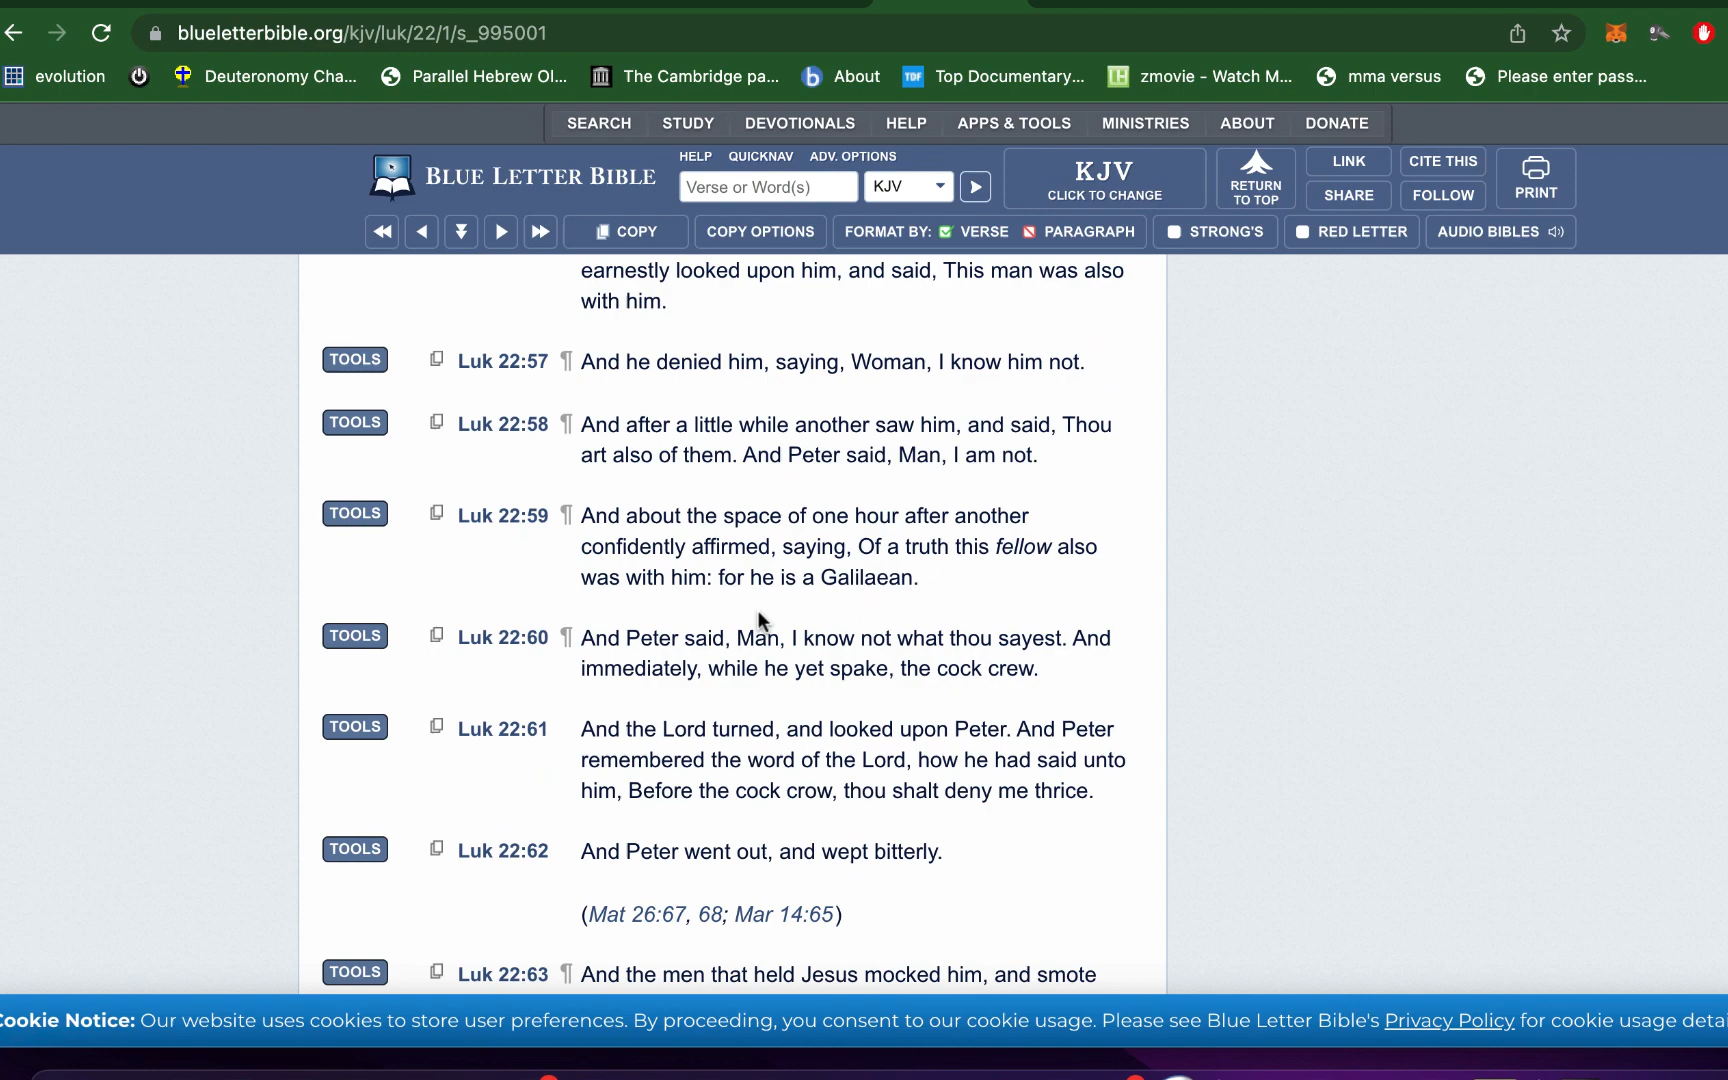 blueletterbible.org/kjv/luk/22/1/s_995001
evolution Deuteronomy Cha... Parallel Hebrew Ol... The Cambridge pa... About TDF Top Documentary... zmovie - Watch M... mma versus Please enter pass...
SEARCH STUDY DEVOTIONALS HELP APPS & TOOLS MINISTRIES ABOUT DONATE
BLUE LETTER BIBLE
HELP QUICKNAV ADV. OPTIONS
Verse or Word(s) KJV
KJV
CLICK TO CHANGE
RETURN
TO TOP
LINK CITE THIS
SHARE FOLLOW
PRINT
COPY COPY OPTIONS FORMAT BY: VERSE PARAGRAPH STRONG'S RED LETTER AUDIO BIBLES
earnestly looked upon him, and said, This man was also
with him.
TOOLS Luk 22:57 ¶ And he denied him, saying, Woman, I know him not.
TOOLS Luk 22:58 ¶ And after a little while another saw him, and said, Thou
art also of them. And Peter said, Man, I am not.
TOOLS Luk 22:59 ¶ And about the space of one hour after another
confidently affirmed, saying, Of a truth this fellow also
was with him: for he is a Galilaean.
TOOLS Luk 22:60 ¶ And Peter said, Man, I know not what thou sayest. And
immediately, while he yet spake, the cock crew.
TOOLS Luk 22:61 And the Lord turned, and looked upon Peter. And Peter
remembered the word of the Lord, how he had said unto
him, Before the cock crow, thou shalt deny me thrice.
TOOLS Luk 22:62 And Peter went out, and wept bitterly.
(Mat 26:67, 68; Mar 14:65)
TOOLS Luk 22:63 ¶ And the men that held Jesus mocked him, and smote
Cookie Notice: Our website uses cookies to store user preferences. By proceeding, you consent to our cookie usage. Please see Blue Letter Bible's Privacy Policy for cookie usage detai